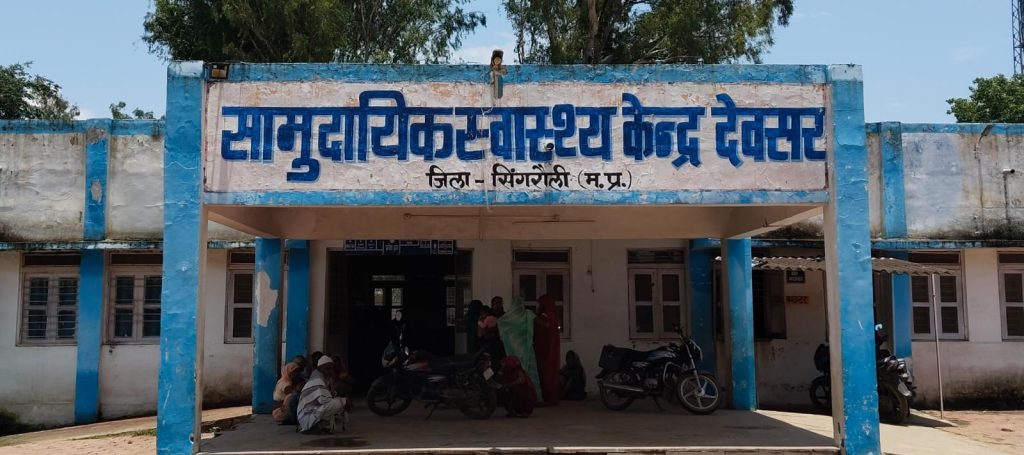 सामुदायिक स्वास्थ्य केन्द्र देवसर
जिला - सिंगरौली (म.प्र.)